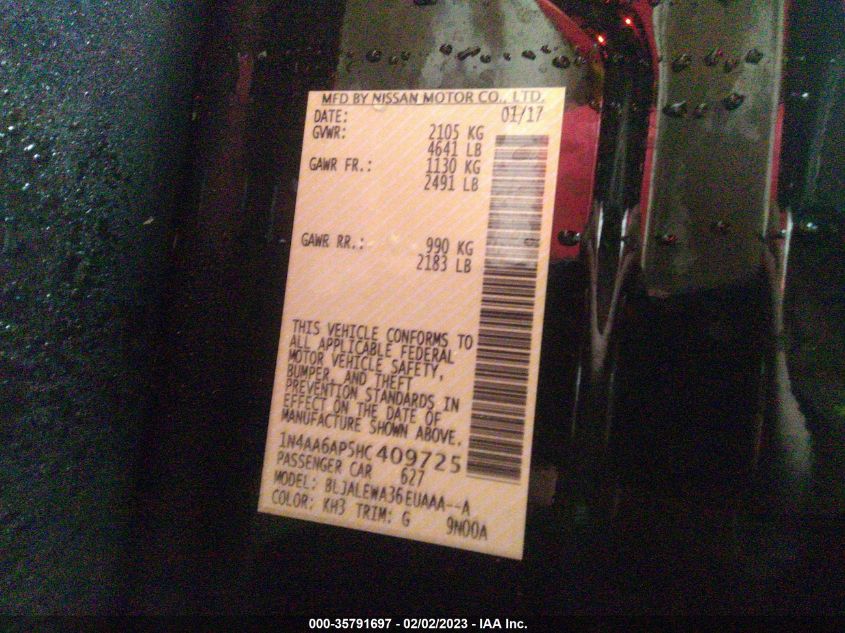 MFD BY NISSAN MOTOR CO., LTD.
DATE: 01/17
GVWR: 2105 KG
4641 LB
GAWR FR.: 1130 KG
2491 LB
GAWR RR.: 990 KG
2183 LB
THIS VEHICLE CONFORMS TO
ALL APPLICABLE FEDERAL
MOTOR VEHICLE SAFETY,
BUMPER, AND THEFT
PREVENTION STANDARDS IN
EFFECT ON THE DATE OF
MANUFACTURE SHOWN ABOVE.
1N4AA6AP5HC409725
PASSENGER CAR 627
MODEL: BLJALEWA36EUAAA--A
COLOR: KH3 TRIM: G 9N00A
000-35791697 - 02/02/2023 - IAA Inc.